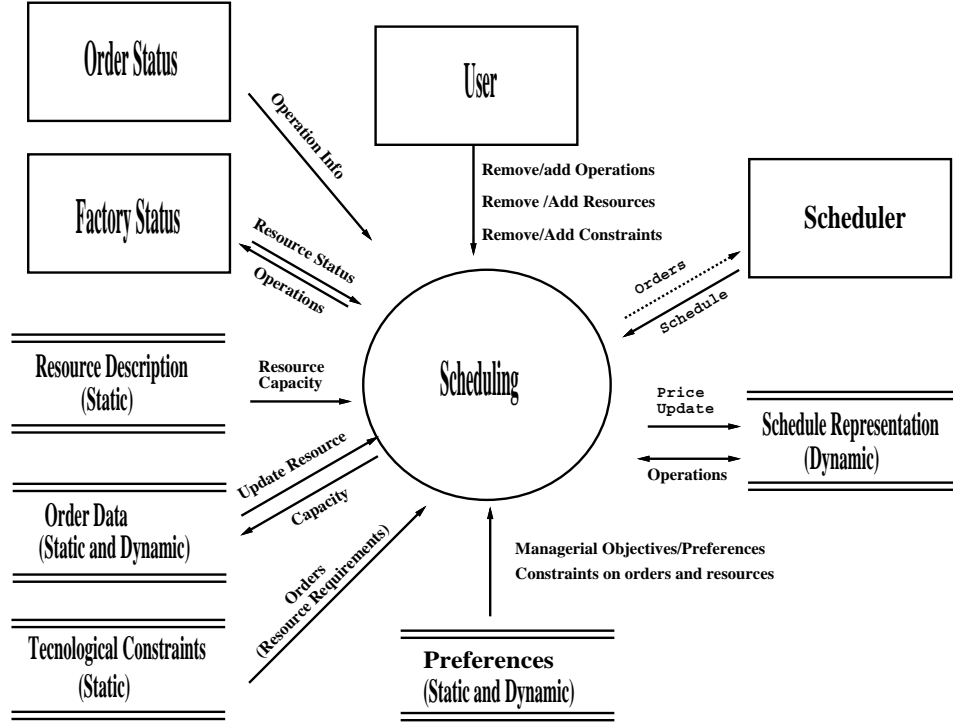 Order Status
User
Operation Info
Factory Status
Remove/add Operations
Remove /Add Resources
Remove/Add Constraints
Scheduler
Resource Status
Operations
Orders
Schedule
Resource Description
(Static)
Resource
Capacity
Scheduling
Price
Update
Schedule Representation
(Dynamic)
Operations
Update Resource
Capacity
Order Data
(Static and Dynamic)
Managerial Objectives/Preferences
Constraints on orders and resources
Orders
(Resource Requirements)
Tecnological Constraints
(Static)
Preferences
(Static and Dynamic)